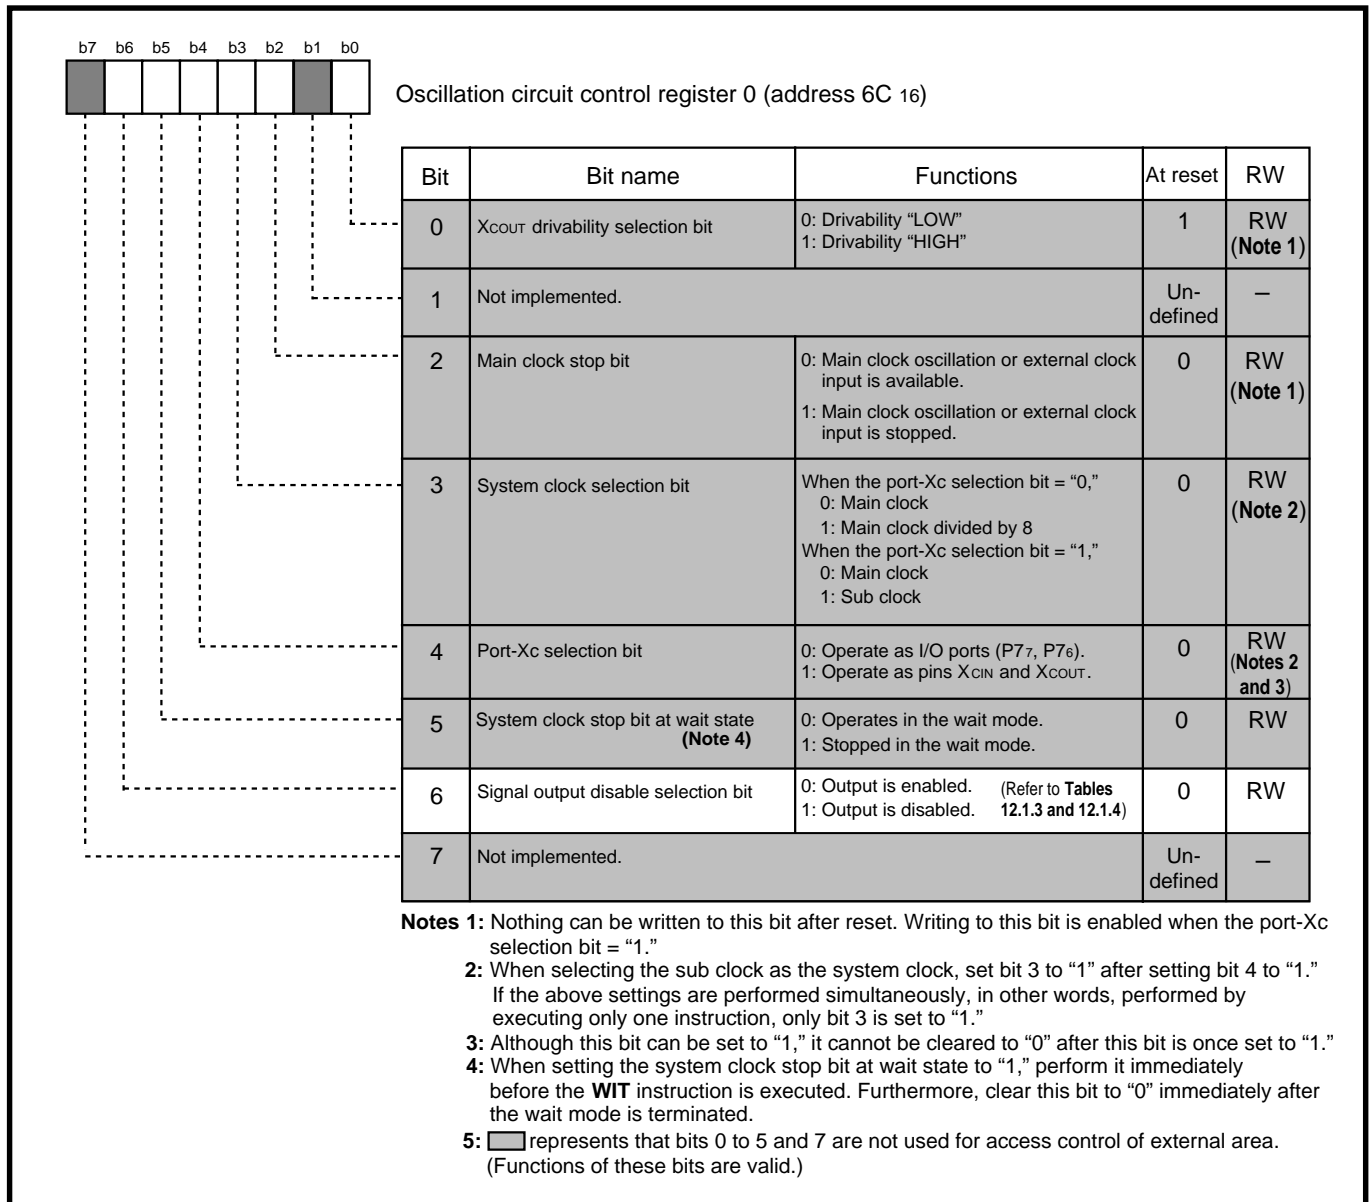 b7 b6 b5 b4 b3 b2 b1 b0
Oscillation circuit control register 0 (address 6C 16)
Bit Bit name Functions At reset RW
0 XCOUT drivability selection bit 0: Drivability “LOW” 1 RW
1: Drivability “HIGH” (Note 1)
1 Not implemented. Un- –
defined
2 Main clock stop bit 0: Main clock oscillation or external clock 0 RW
input is available. (Note 1)
1: Main clock oscillation or external clock
input is stopped.
3 System clock selection bit When the port-Xc selection bit = “0,” 0 RW
0: Main clock (Note 2)
1: Main clock divided by 8
When the port-Xc selection bit = “1,”
0: Main clock
1: Sub clock
4 Port-Xc selection bit 0: Operate as I/O ports (P77, P76). 0 RW
1: Operate as pins XCIN and XCOUT. (Notes 2
and 3)
5 System clock stop bit at wait state 0: Operates in the wait mode. 0 RW
(Note 4) 1: Stopped in the wait mode.
6 Signal output disable selection bit 0: Output is enabled. (Refer to Tables 0 RW
1: Output is disabled. 12.1.3 and 12.1.4)
7 Not implemented. Un- –
defined
Notes 1: Nothing can be written to this bit after reset. Writing to this bit is enabled when the port-Xc
selection bit = “1.”
2: When selecting the sub clock as the system clock, set bit 3 to “1” after setting bit 4 to “1.”
If the above settings are performed simultaneously, in other words, performed by
executing only one instruction, only bit 3 is set to “1.”
3: Although this bit can be set to “1,” it cannot be cleared to “0” after this bit is once set to “1.”
4: When setting the system clock stop bit at wait state to “1,” perform it immediately
before the WIT instruction is executed. Furthermore, clear this bit to “0” immediately after
the wait mode is terminated.
5: represents that bits 0 to 5 and 7 are not used for access control of external area.
(Functions of these bits are valid.)